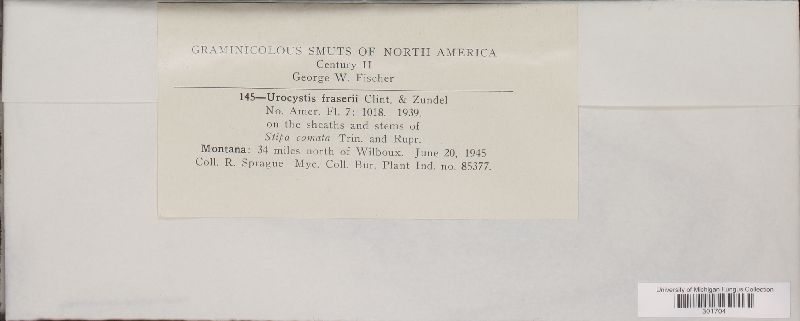 GRAMINICOLOUS SMUTS OF NORTH AMERICA
Century II
George W. Fischer
145—Urocystis fraserii Clint. & Zundel
No. Amer. Fl. 7: 1018. 1939.
on the sheaths and stems of
Stipa comata Trin. and Rupr.
Montana: 34 miles north of Wilboux. June 20, 1945
Coll. R. Sprague Myc. Coll. Bur. Plant Ind. no. 85377.
University of Michigan Fungus Collection
301704